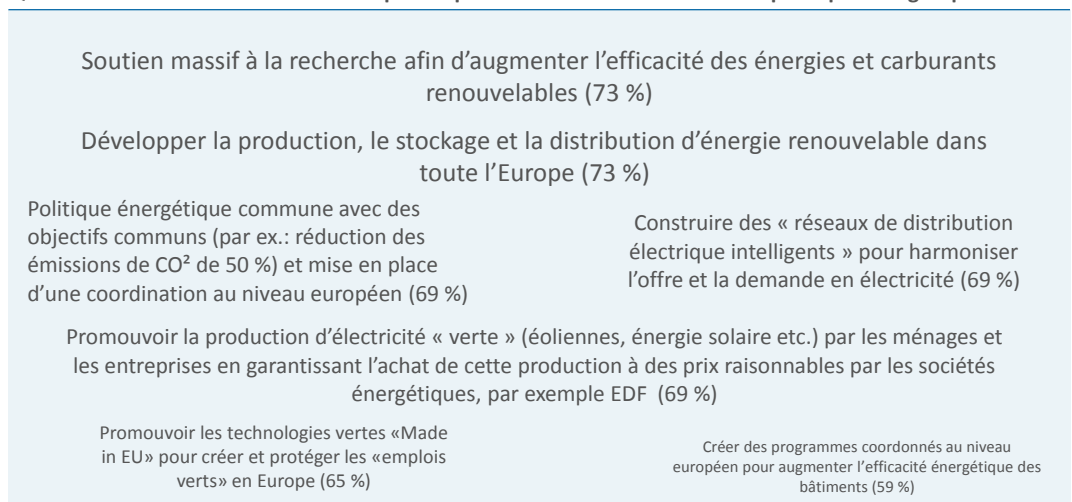 Soutien massif à la recherche afin d’augmenter l’efficacité des énergies et carburants
renouvelables (73 %)
Développer la production, le stockage et la distribution d’énergie renouvelable dans
toute l’Europe (73 %)
Politique énergétique commune avec des
objectifs communs (par ex.: réduction des
émissions de CO² de 50 %) et mise en place
d’une coordination au niveau européen (69 %)
Construire des « réseaux de distribution
électrique intelligents » pour harmoniser
l’offre et la demande en électricité (69 %)
Promouvoir la production d’électricité « verte » (éoliennes, énergie solaire etc.) par les ménages et
les entreprises en garantissant l’achat de cette production à des prix raisonnables par les sociétés
énergétiques, par exemple EDF (69 %)
Promouvoir les technologies vertes «Made
in EU» pour créer et protéger les «emplois
verts» en Europe (65 %)
Créer des programmes coordonnés au niveau
européen pour augmenter l’efficacité énergétique des
bâtiments (59 %)